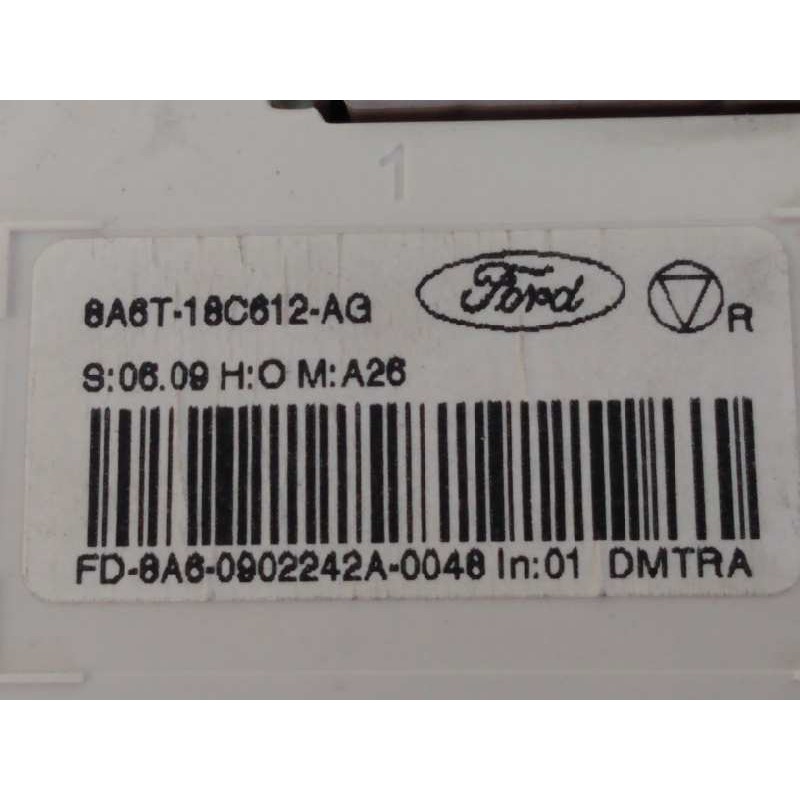 1
8A6T-18C612-AG
Ford
R
S:06.09 H:O M:A26
FD-8A6-0902242A-0048 In:01 DMTRA